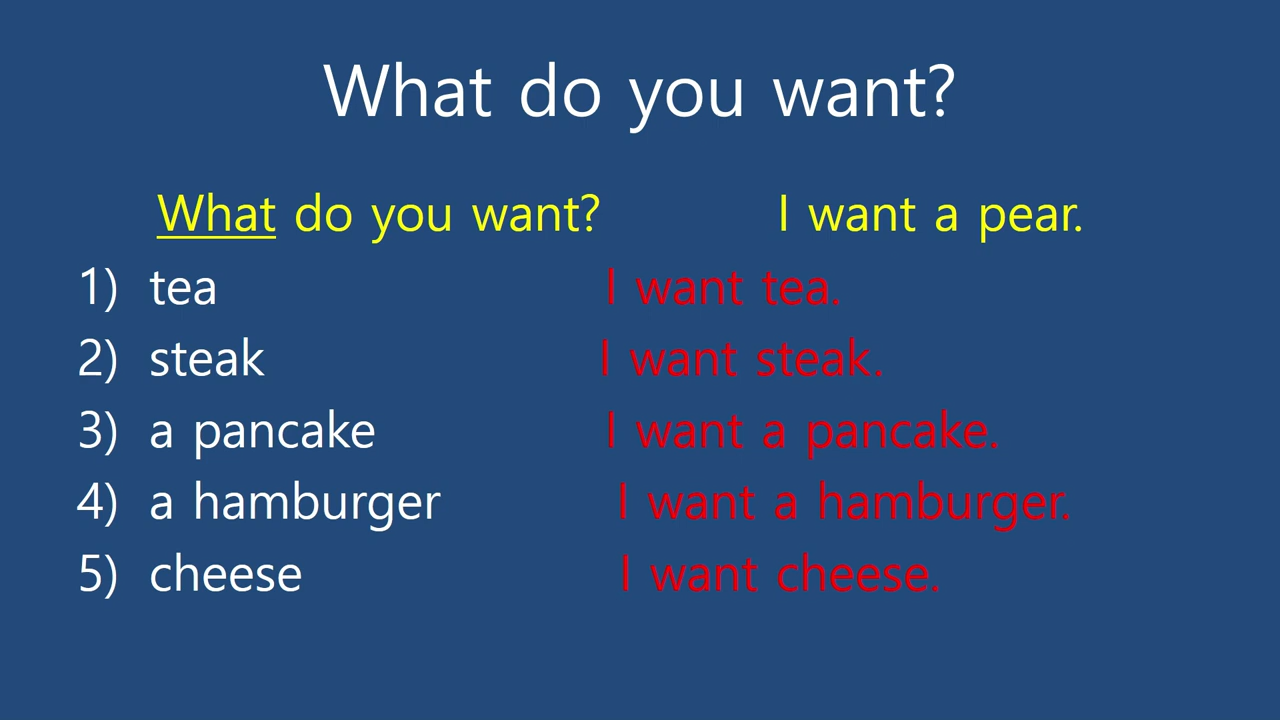 What do you want?
What do you want? I want a pear.
1) tea I want tea.
2) steak I want steak.
3) a pancake I want a pancake.
4) a hamburger I want a hamburger.
5) cheese I want cheese.